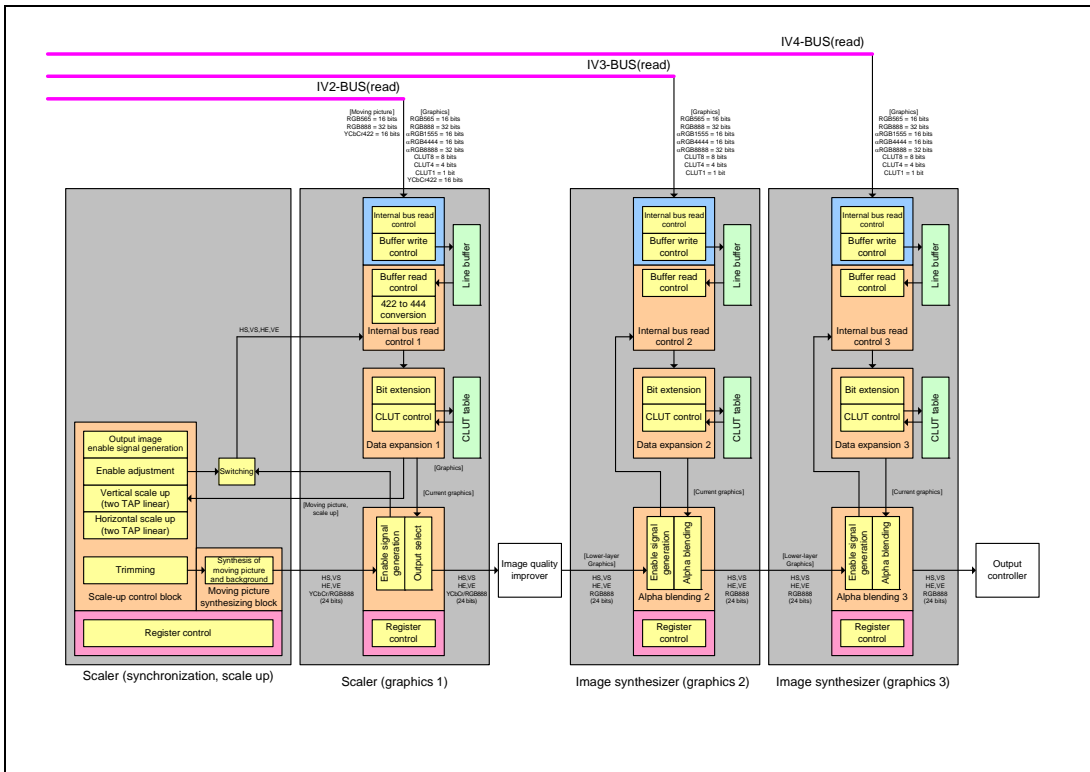 IV4-BUS(read)
IV3-BUS(read)
IV2-BUS(read)
[Moving picture]
RGB565 = 16 bits
RGB888 = 32 bits
YCbCr422 = 16 bits
[Graphics]
RGB565 = 16 bits
RGB888 = 32 bits
αRGB1555 = 16 bits
αRGB4444 = 16 bits
αRGB8888 = 32 bits
CLUT8 = 8 bits
CLUT4 = 4 bits
CLUT1 = 1 bit
YCbCr422 = 16 bits
[Graphics]
RGB565 = 16 bits
RGB888 = 32 bits
αRGB1555 = 16 bits
αRGB4444 = 16 bits
αRGB8888 = 32 bits
CLUT8 = 8 bits
CLUT4 = 4 bits
CLUT1 = 1 bit
[Graphics]
RGB565 = 16 bits
RGB888 = 32 bits
αRGB1555 = 16 bits
αRGB4444 = 16 bits
αRGB8888 = 32 bits
CLUT8 = 8 bits
CLUT4 = 4 bits
CLUT1 = 1 bit
HS,VS,HE,VE
Output image
enable signal generation
Enable adjustment
Vertical scale up
(two TAP linear)
Horizontal scale up
(two TAP linear)
Trimming
Scale-up control block
Switching
Synthesis of
moving picture
and background
Moving picture
synthesizing block
Register control
Scaler (synchronization, scale up)
Internal bus read
control
Buffer write
control
Line buffer
Buffer read
control
422 to 444
conversion
Internal bus read
control 1
Bit extension
CLUT control
CLUT table
Data expansion 1
[Graphics]
[Current graphics]
[Moving picture,
scale up]
Enable signal
generation
Output select
HS,VS
HE,VE
YCbCr/RGB888
(24 bits)
HS,VS
HE,VE
YCbCr/RGB888
(24 bits)
Register
control
Scaler (graphics 1)
Image quality
improver
Internal bus read
control
Buffer write
control
Line buffer
Buffer read
control
Internal bus read
control 2
Bit extension
CLUT control
CLUT table
Data expansion 2
[Current graphics]
[Lower-layer
Graphics]
HS,VS
HE,VE
RGB888
(24 bits)
Enable signal
generation
Alpha blending
Alpha blending 2
HS,VS
HE,VE
RGB888
(24 bits)
Register
control
Image synthesizer (graphics 2)
Internal bus read
control
Buffer write
control
Line buffer
Buffer read
control
Internal bus read
control 3
Bit extension
CLUT control
CLUT table
Data expansion 3
[Current graphics]
[Lower-layer
Graphics]
HS,VS
HE,VE
RGB888
(24 bits)
Enable signal
generation
Alpha blending
Alpha blending 3
HS,VS
HE,VE
RGB888
(24 bits)
Register
control
Image synthesizer (graphics 3)
Output
controller